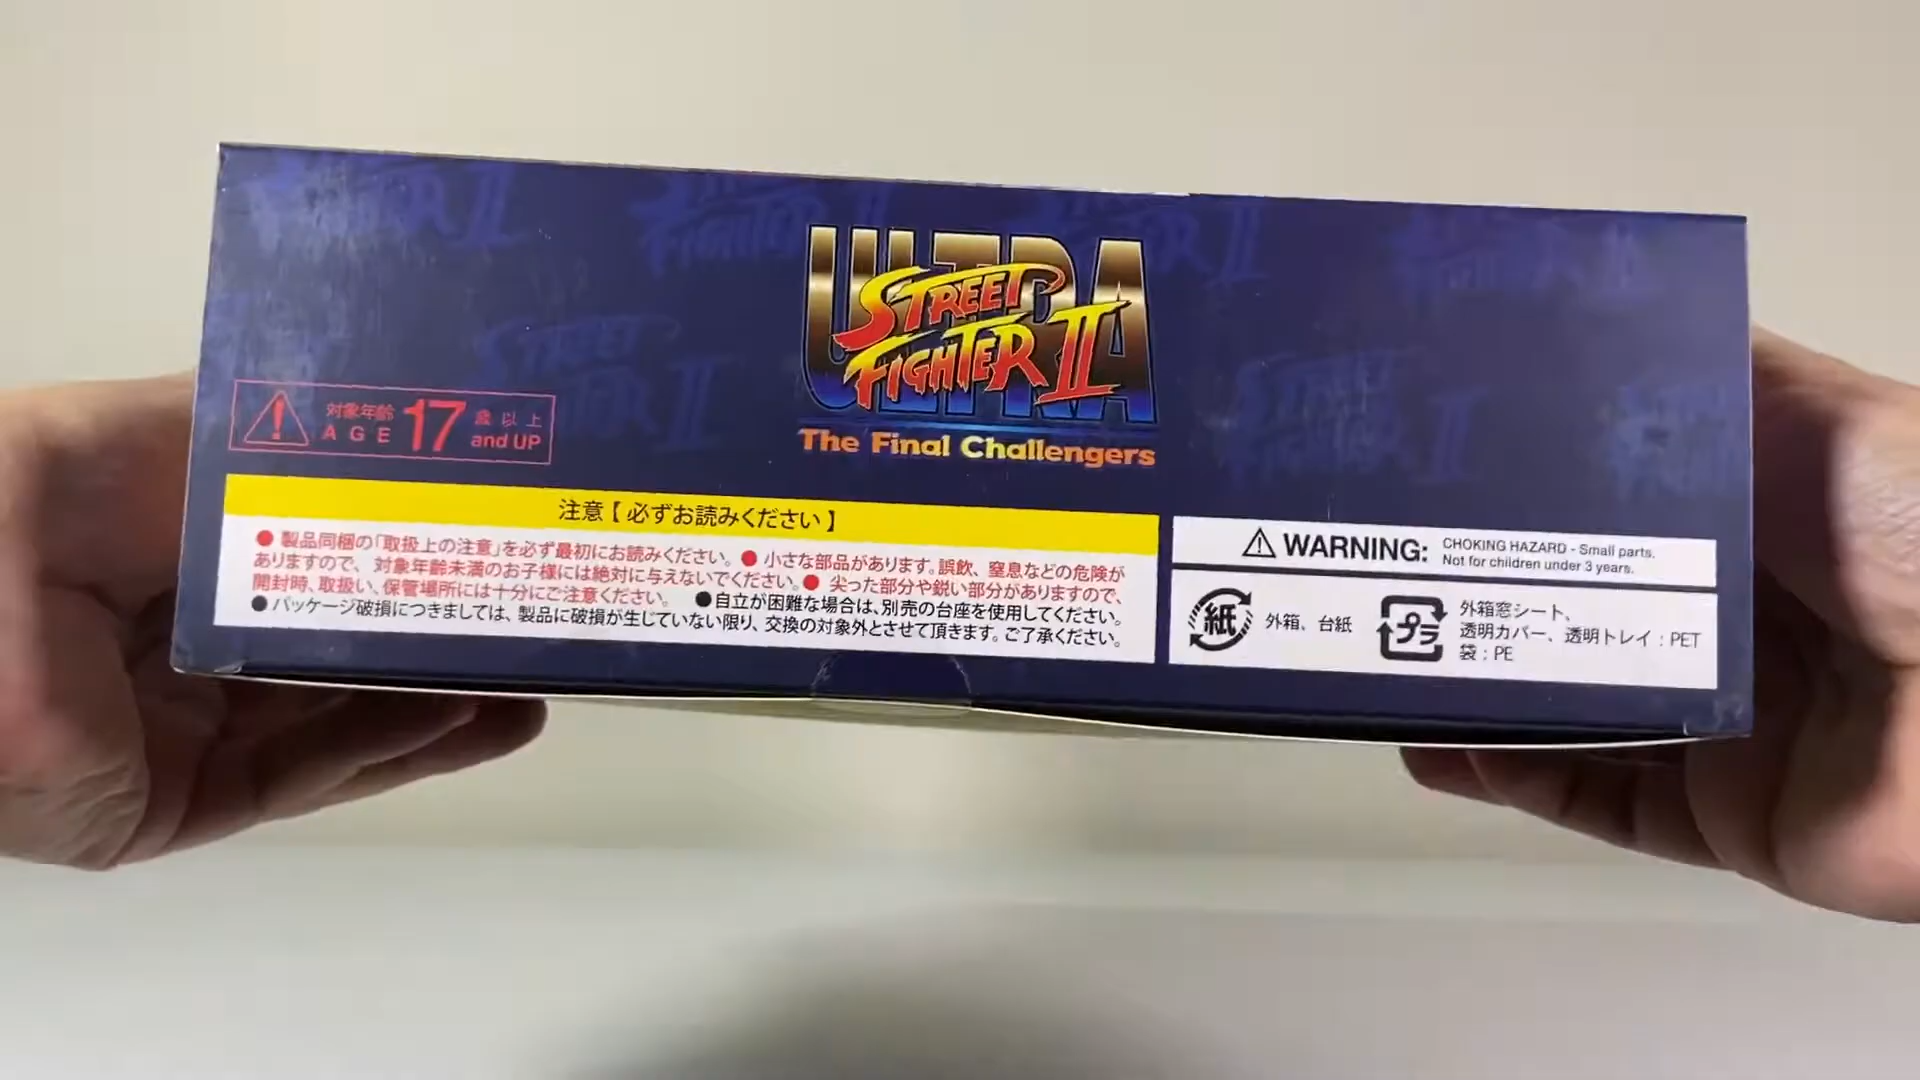 ULTRA
STREET
FIGHTER II
The Final Challengers
対象年齢 17 歳以上
AGE and UP
注意【必ずお読みください】
● 製品同梱の「取扱上の注意」を必ず最初にお読みください。● 小さな部品があります。誤飲、窒息などの危険が
ありますので、対象年齢未満のお子様には絶対に与えないでください。● 尖った部分や鋭い部分がありますので、
開封時、取扱い、保管場所には十分にご注意ください。 ●自立が困難な場合は、別売の台座を使用してください。
●パッケージ破損につきましては、製品に破損が生じていない限り、交換の対象外とさせて頂きます。ご了承ください。
WARNING: CHOKING HAZARD - Small parts.
Not for children under 3 years.
紙 外箱、台紙
プラ 外箱窓シート、
透明カバー、透明トレイ：PET
袋：PE